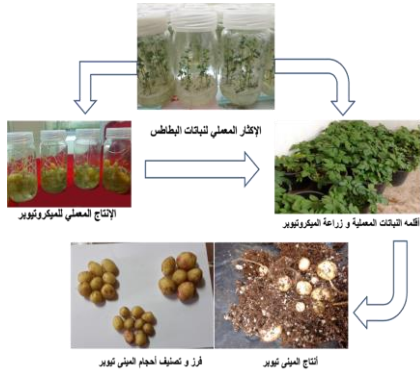 الإكثار المعملي لنباتات البطاطس
الإنتاج المعملي للميكروتيوبر
أقلمه النباتات المعملية و زراعة الميكروتيوبر
أنتاج الميني تيوبر
فرز و تصنيف أحجام الميني تيوبر